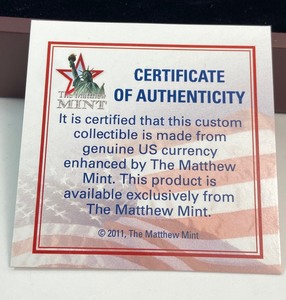 The Matthew
MINT
CERTIFICATE
OF AUTHENTICITY
It is certified that this custom
collectible is made from
genuine US currency
enhanced by The Matthew
Mint. This product is
available exclusively from
The Matthew Mint.
© 2011, The Matthew Mint